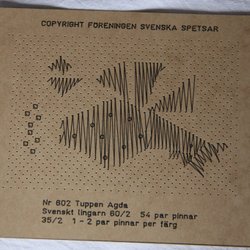 COPYRIGHT FÖRENINGEN SVENSKA SPETSAR
Nr 602 Tuppen Agda
Svenskt lingarn 60/2 54 par pinnar
35/2 1 - 2 par pinnar per färg